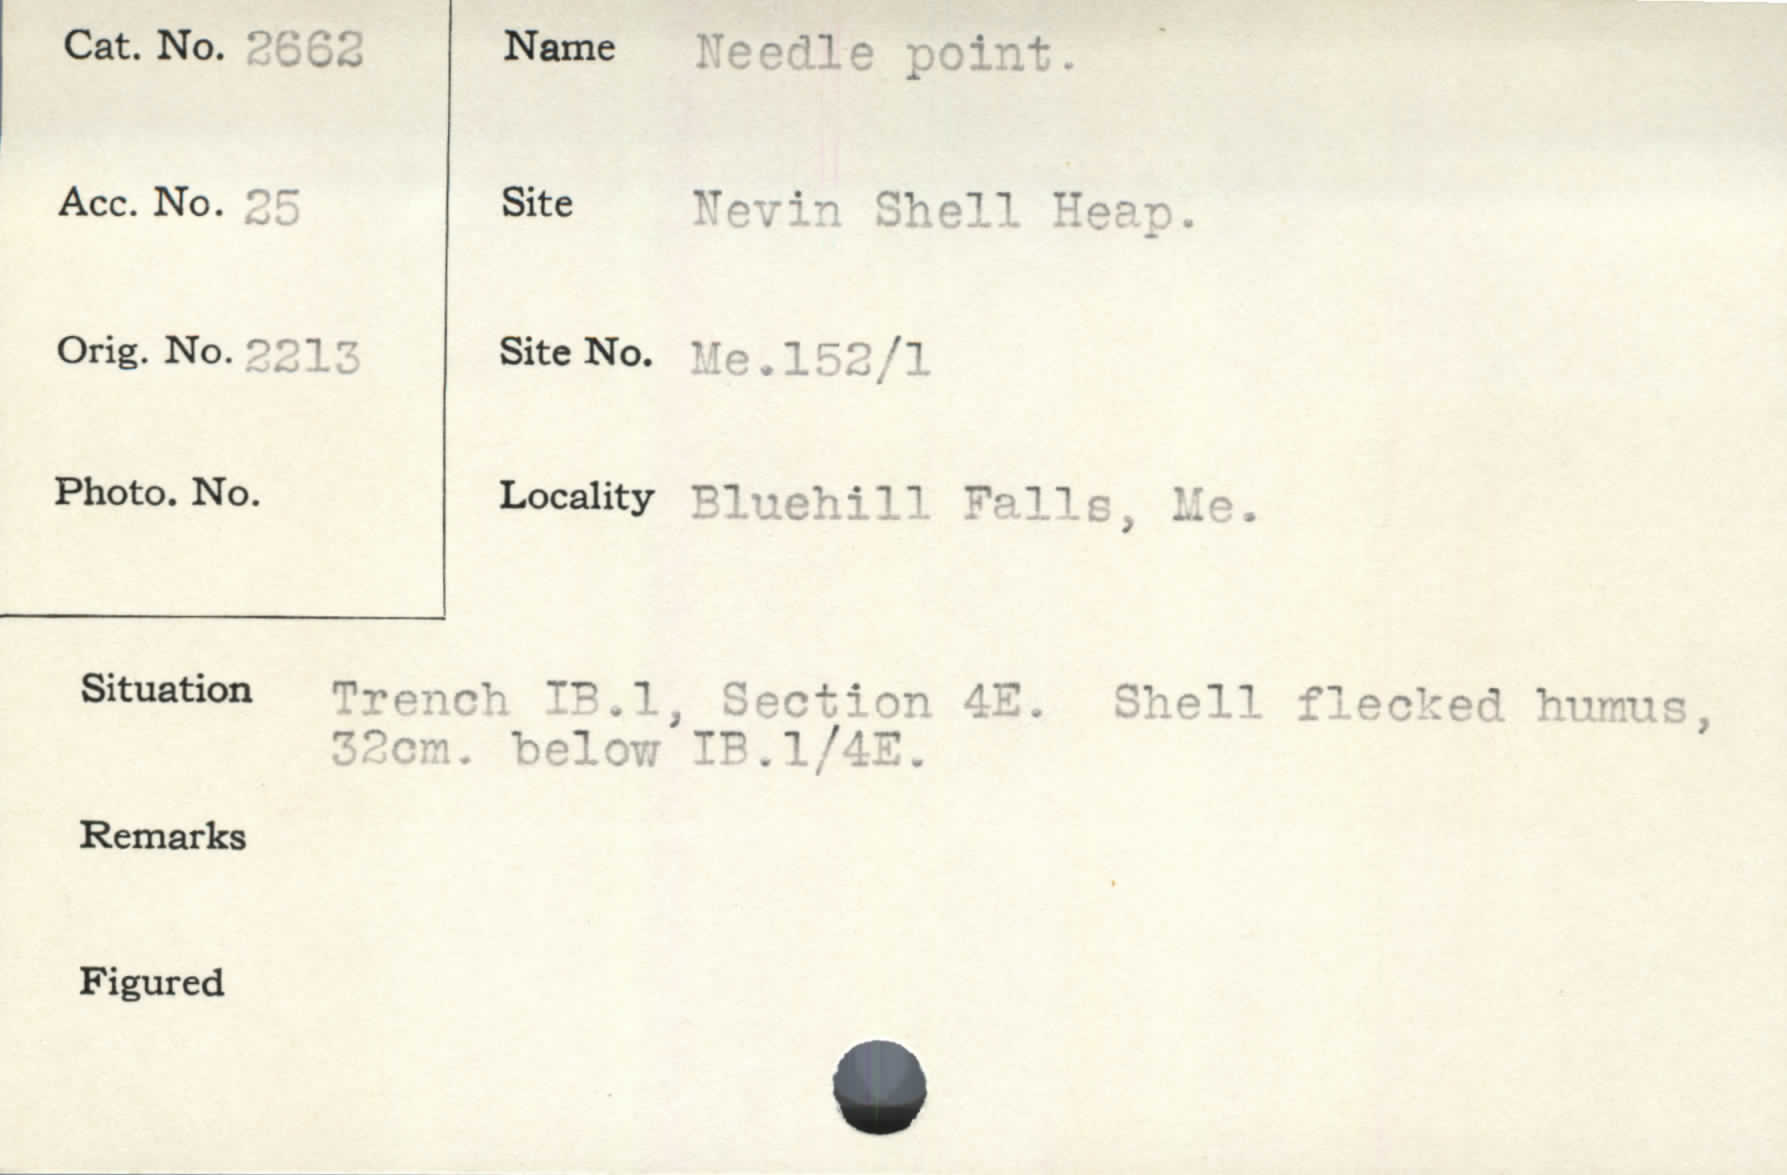 Cat. No. 2662
Name Needle point.
Acc. No. 25
Site Nevin Shell Heap.
Orig. No. 2213
Site No. Me.152/1
Photo. No.
Locality Bluehill Falls, Me.
Situation Trench IB.1, Section 4E. Shell flecked humus,
32cm. below IB.1/4E.
Remarks
Figured